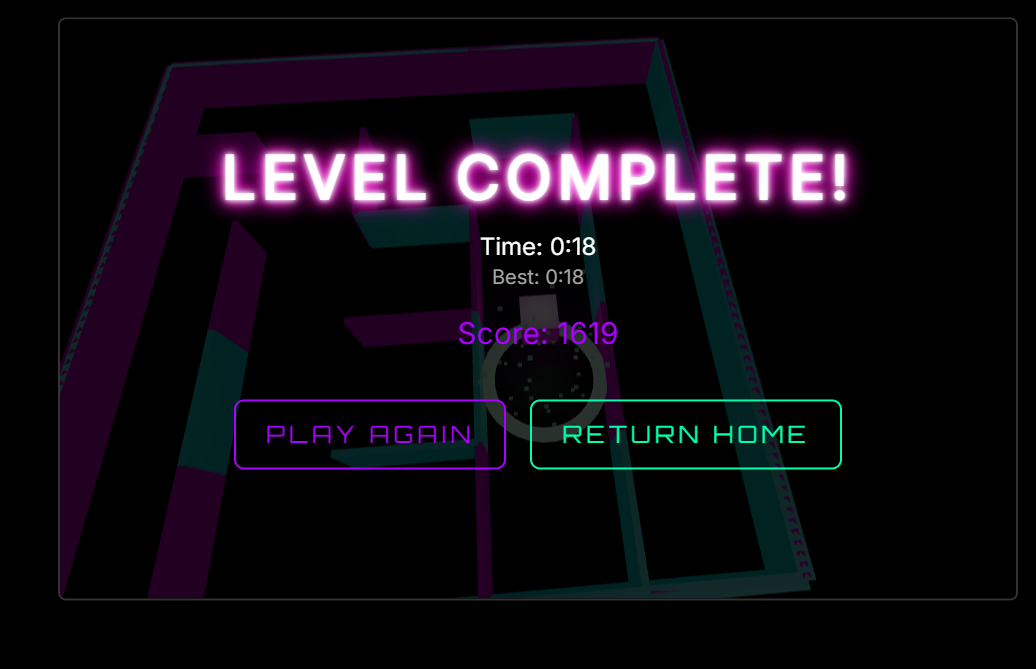 LEVEL COMPLETE!
Time: 0:18
Best: 0:18
Score: 1619
PLAY AGAIN
RETURN HOME